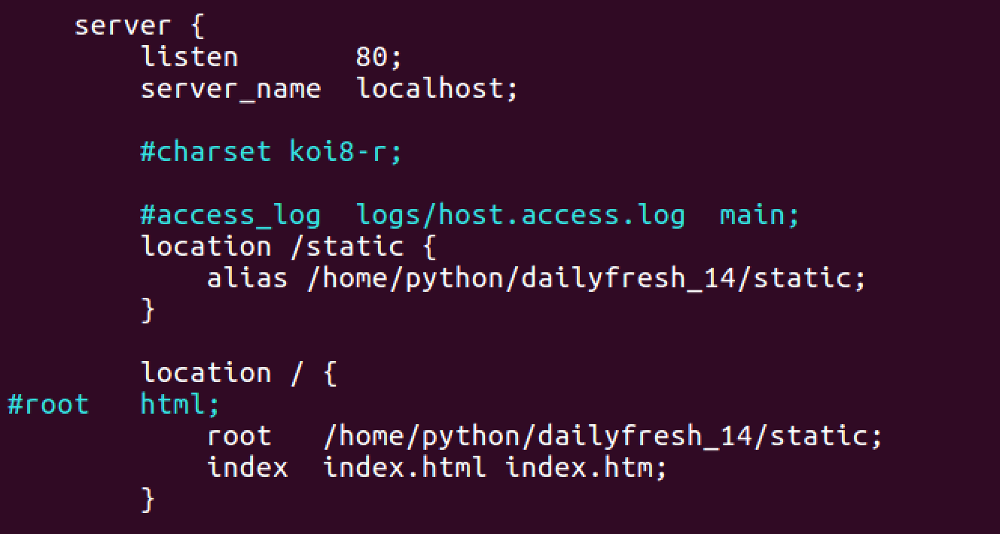 server {
listen       80;
server_name  localhost;
#charset koi8-r;
#access_log  logs/host.access.log  main;
location /static {
alias /home/python/dailyfresh_14/static;
}
location / {
#root   html;
root   /home/python/dailyfresh_14/static;
index  index.html index.htm;
}